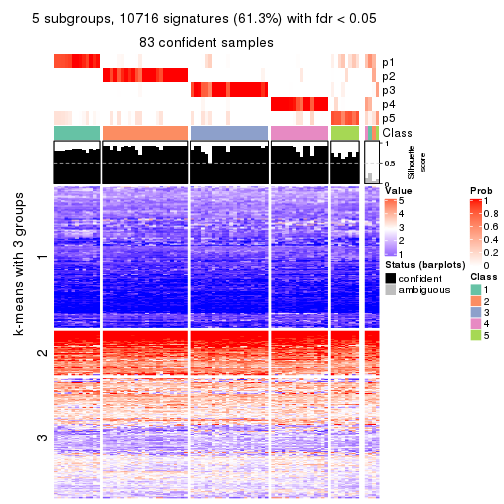 5 subgroups, 10716 signatures (61.3%) with fdr < 0.05
83 confident samples
p1
p2
p3
p4
p5
Class
1
0.5
0
Silhouette
score
k-means with 3 groups
1
2
3
Value
5
4
3
2
1
Status (barplots)
confident
ambiguous
Prob
1
0.8
0.6
0.4
0.2
0
Class
1
2
3
4
5